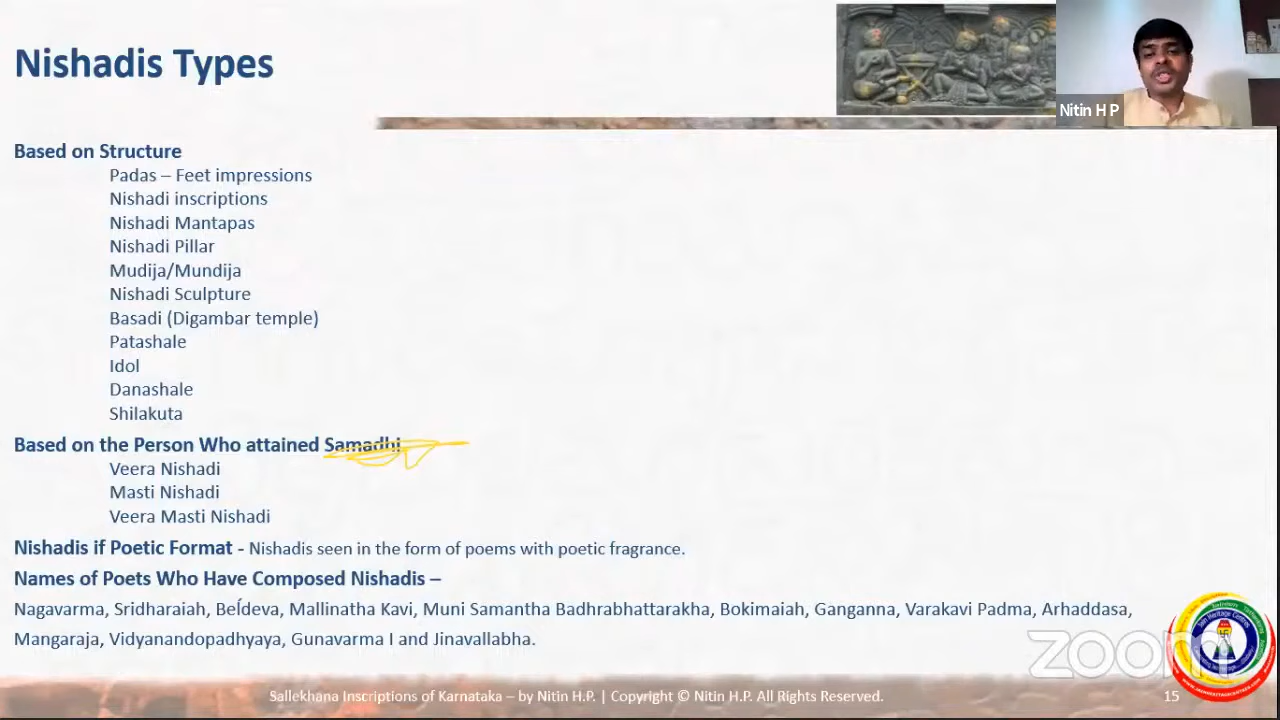 Nishadis Types
Nitin H P
Based on Structure
Padas – Feet impressions
Nishadi inscriptions
Nishadi Mantapas
Nishadi Pillar
Mudija/Mundija
Nishadi Sculpture
Basadi (Digambar temple)
Patashale
Idol
Danashale
Shilakuta
Based on the Person Who attained Samadhi
Veera Nishadi
Masti Nishadi
Veera Masti Nishadi
Nishadis if Poetic Format - Nishadis seen in the form of poems with poetic fragrance.
Names of Poets Who Have Composed Nishadis –
Nagavarma, Sridharaiah, Beĺdeva, Mallinatha Kavi, Muni Samantha Badhrabhattarakha, Bokimaiah, Ganganna, Varakavi Padma, Arhaddasa,
Mangaraja, Vidyanandopadhyaya, Gunavarma I and Jinavallabha.
zoom
Sallekhana Inscriptions of Karnataka – by Nitin H.P. | Copyright © Nitin H.P. All Rights Reserved.
15